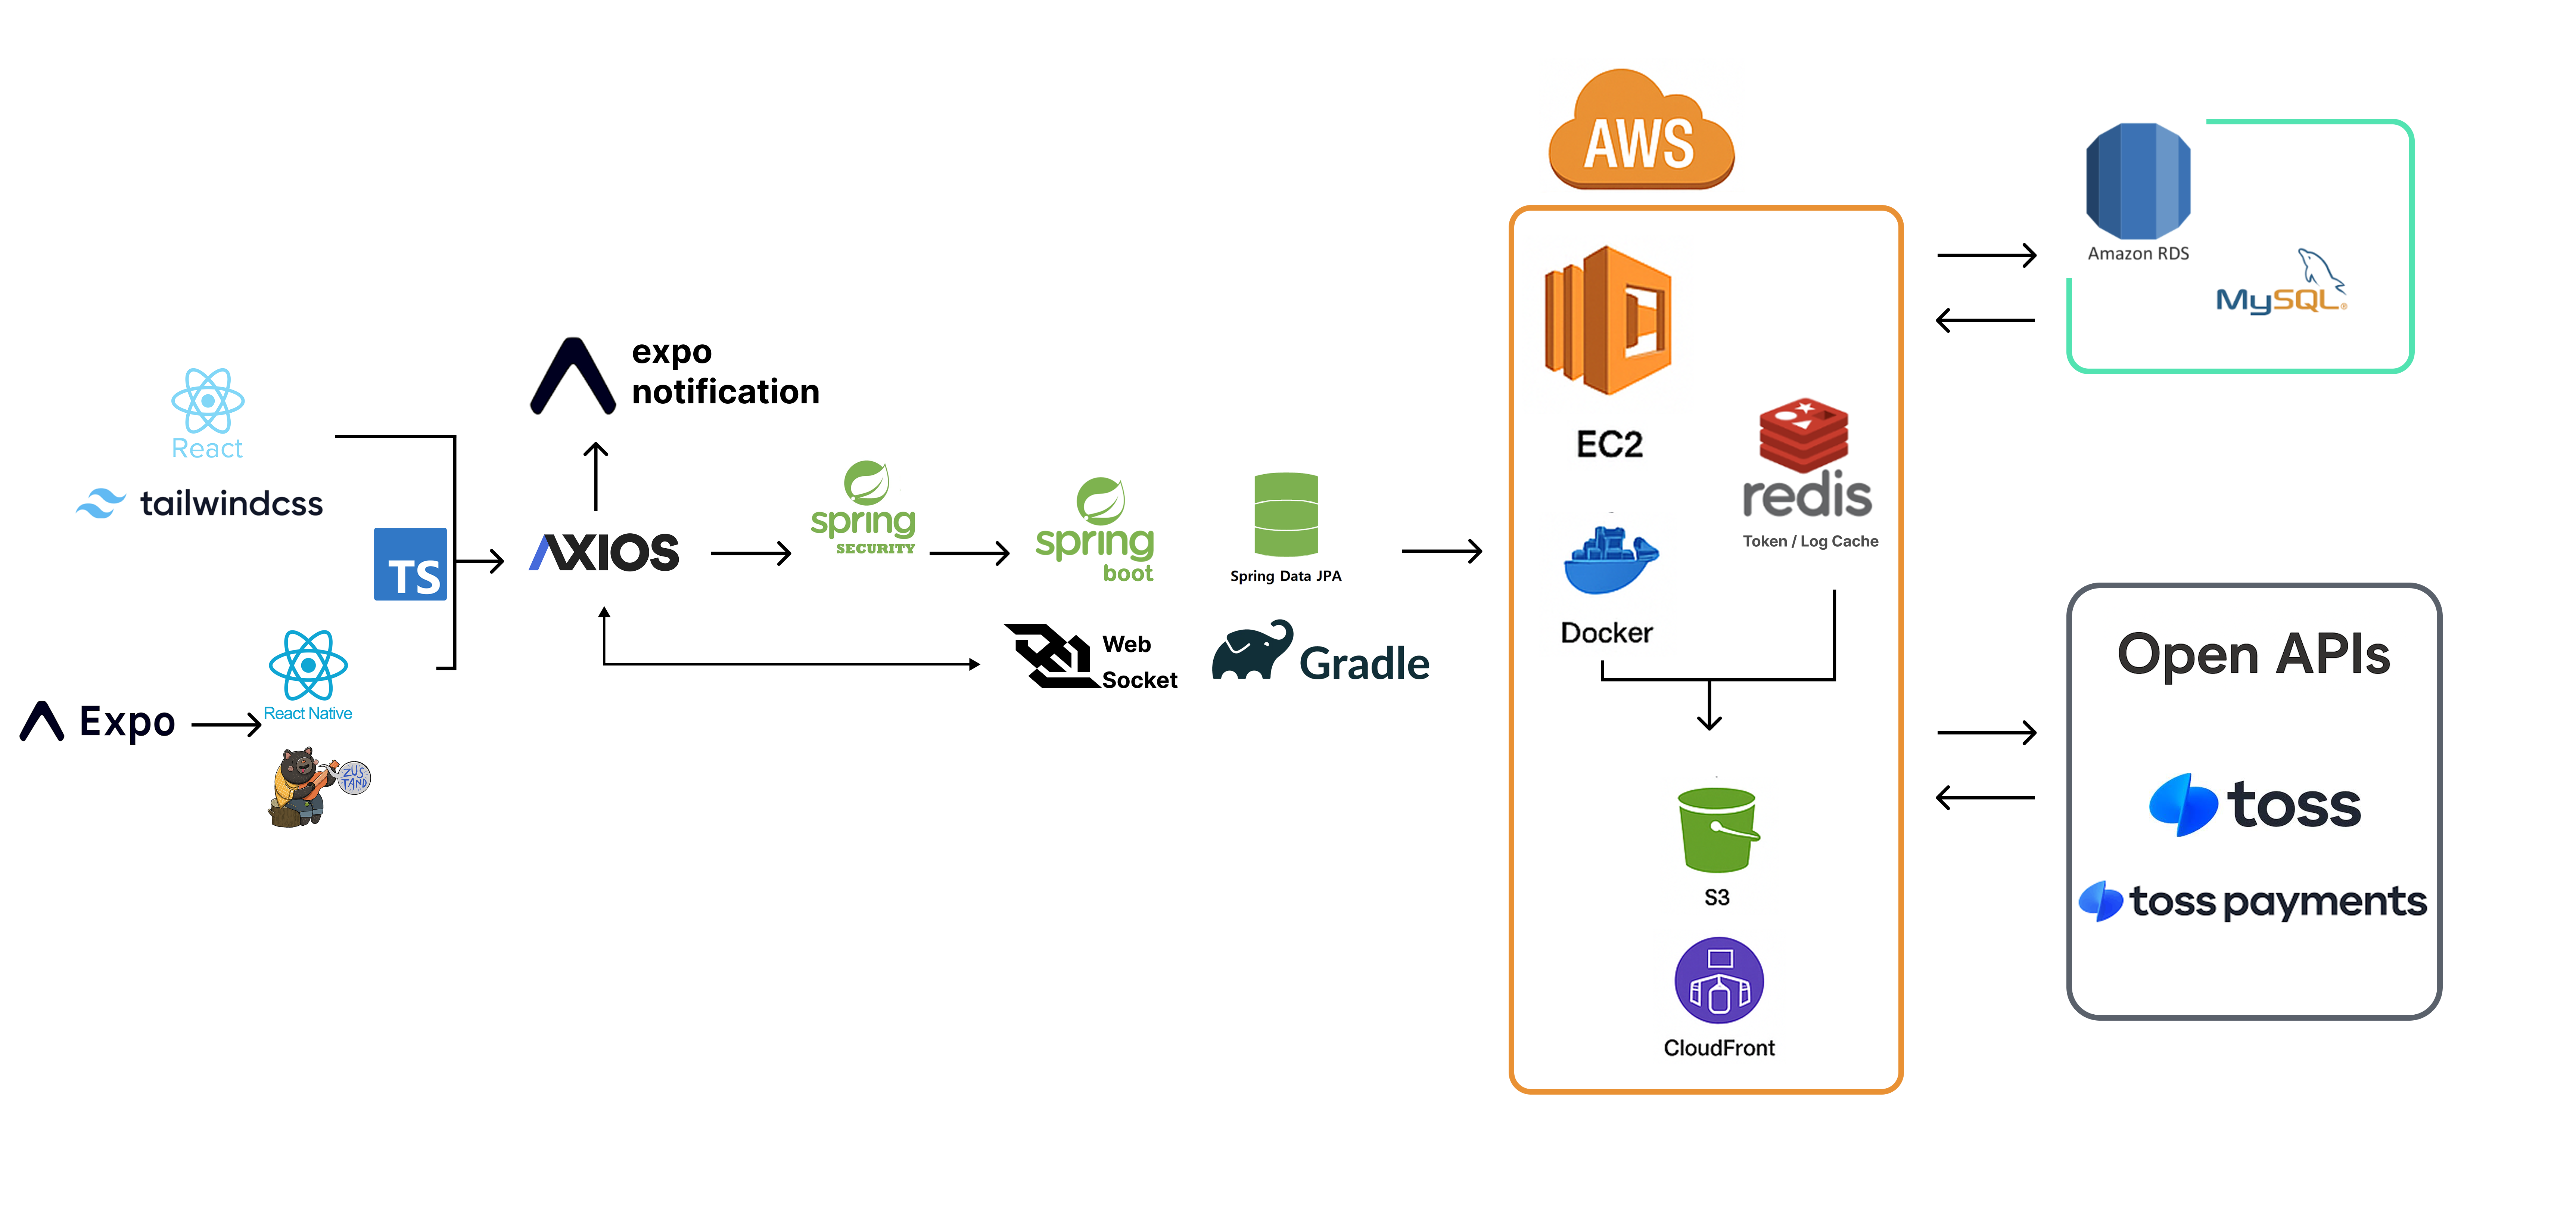 AWS
Amazon RDS
MySQL®
expo
notification
React
tailwindcss
TS
AXIOS
spring
SECURITY
spring
boot
Spring Data JPA
EC2
redis
Token / Log Cache
Docker
Web
Socket
Gradle
React Native
Expo
ZUS
TAND
S3
CloudFront
Open APIs
toss
toss payments